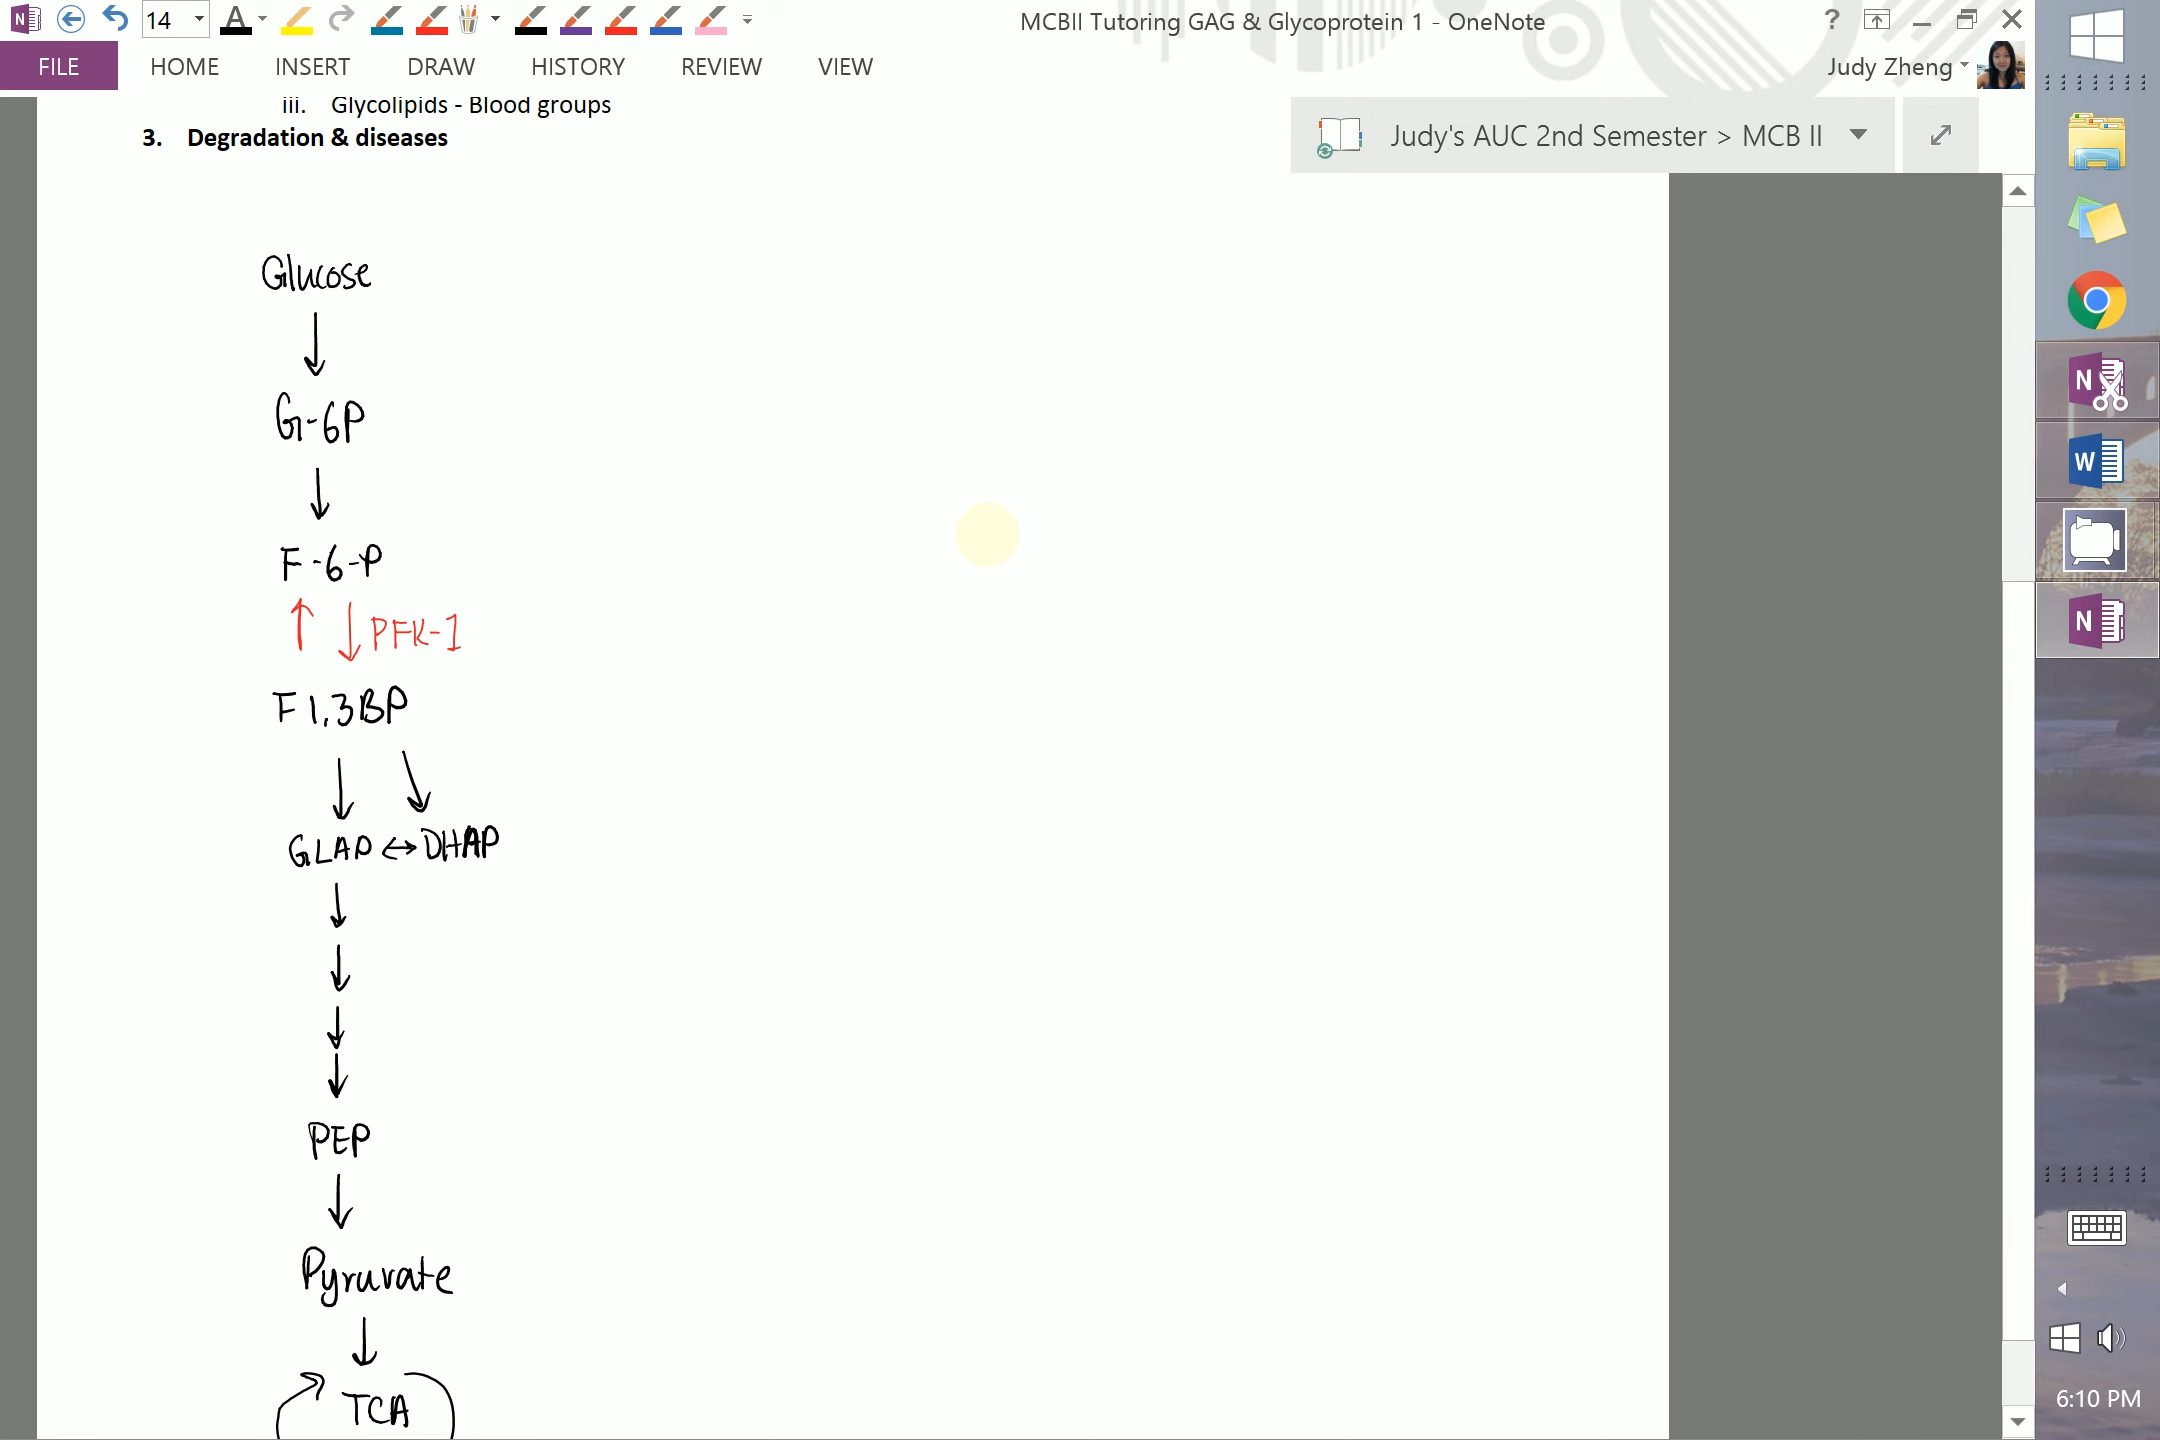 14
A
MCBII Tutoring GAG & Glycoprotein 1 - OneNote
?
FILE HOME INSERT DRAW HISTORY REVIEW VIEW
Judy Zheng
iii. Glycolipids - Blood groups
3. Degradation & diseases
Judy's AUC 2nd Semester > MCB II
Glucose
G-6P
F-6-P
PFK-1
F1,3BP
GLAP ↔ DHAP
PEP
Pyruvate
TCA
6:10 PM